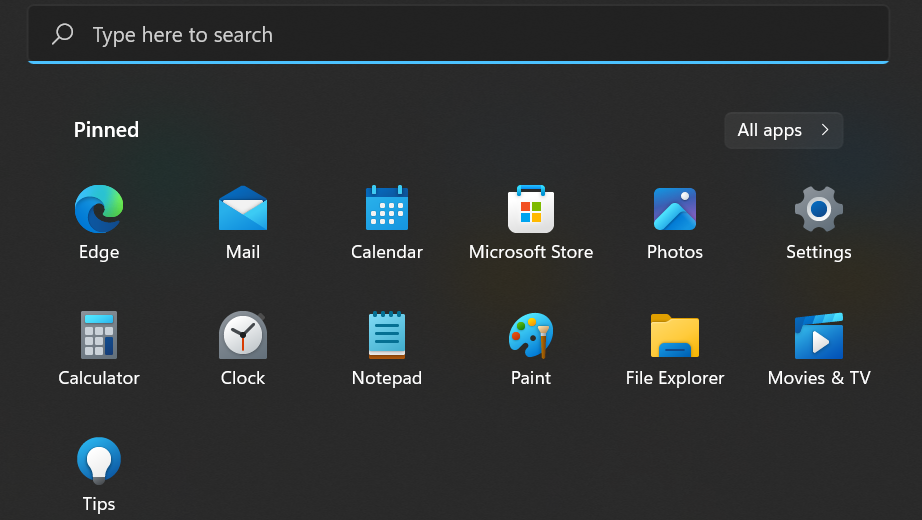 Type here to search
Pinned
All apps
Edge
Mail
Calendar
Microsoft Store
Photos
Settings
Calculator
Clock
Notepad
Paint
File Explorer
Movies & TV
Tips